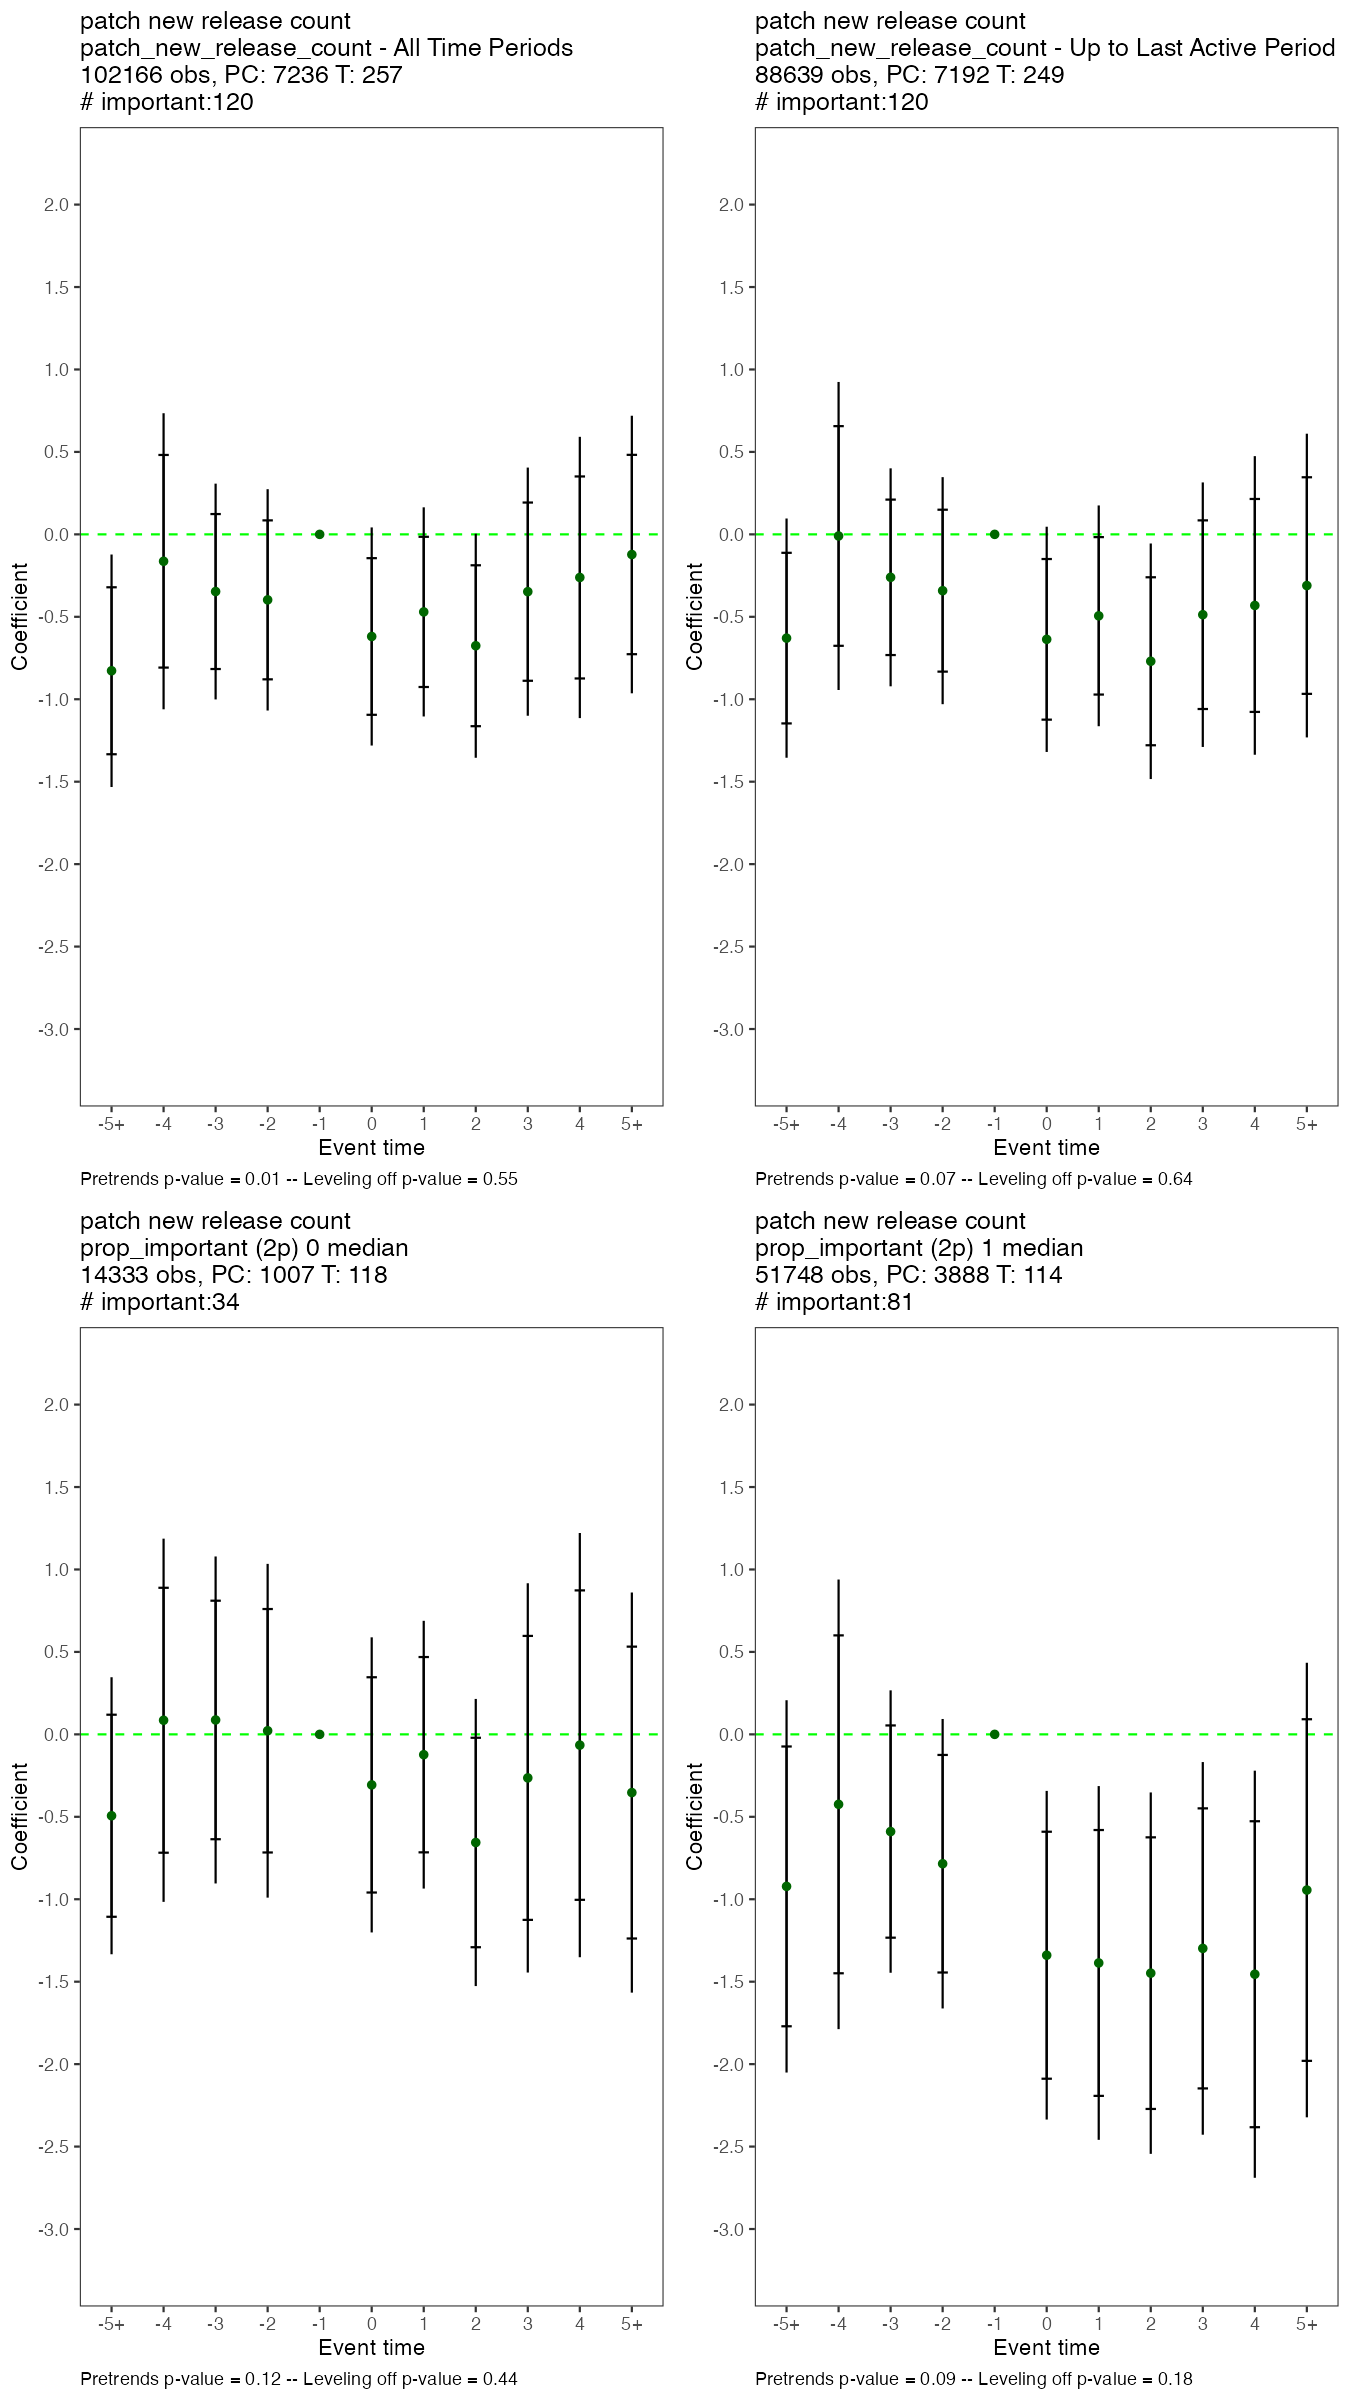 patch new release count
patch_new_release_count - All Time Periods
102166 obs, PC: 7236 T: 257
# important:120
2.0
1.5
1.0
0.5
0.0
-0.5
-1.0
-1.5
-2.0
-2.5
-3.0
Coefficient
-5+ -4 -3 -2 -1 0 1 2 3 4 5+
Event time
Pretrends p-value = 0.01 -- Leveling off p-value = 0.55
patch new release count
patch_new_release_count - Up to Last Active Period
88639 obs, PC: 7192 T: 249
# important:120
2.0
1.5
1.0
0.5
0.0
-0.5
-1.0
-1.5
-2.0
-2.5
-3.0
Coefficient
-5+ -4 -3 -2 -1 0 1 2 3 4 5+
Event time
Pretrends p-value = 0.07 -- Leveling off p-value = 0.64
patch new release count
prop_important (2p) 0 median
14333 obs, PC: 1007 T: 118
# important:34
2.0
1.5
1.0
0.5
0.0
-0.5
-1.0
-1.5
-2.0
-2.5
-3.0
Coefficient
-5+ -4 -3 -2 -1 0 1 2 3 4 5+
Event time
Pretrends p-value = 0.12 -- Leveling off p-value = 0.44
patch new release count
prop_important (2p) 1 median
51748 obs, PC: 3888 T: 114
# important:81
2.0
1.5
1.0
0.5
0.0
-0.5
-1.0
-1.5
-2.0
-2.5
-3.0
Coefficient
-5+ -4 -3 -2 -1 0 1 2 3 4 5+
Event time
Pretrends p-value = 0.09 -- Leveling off p-value = 0.18